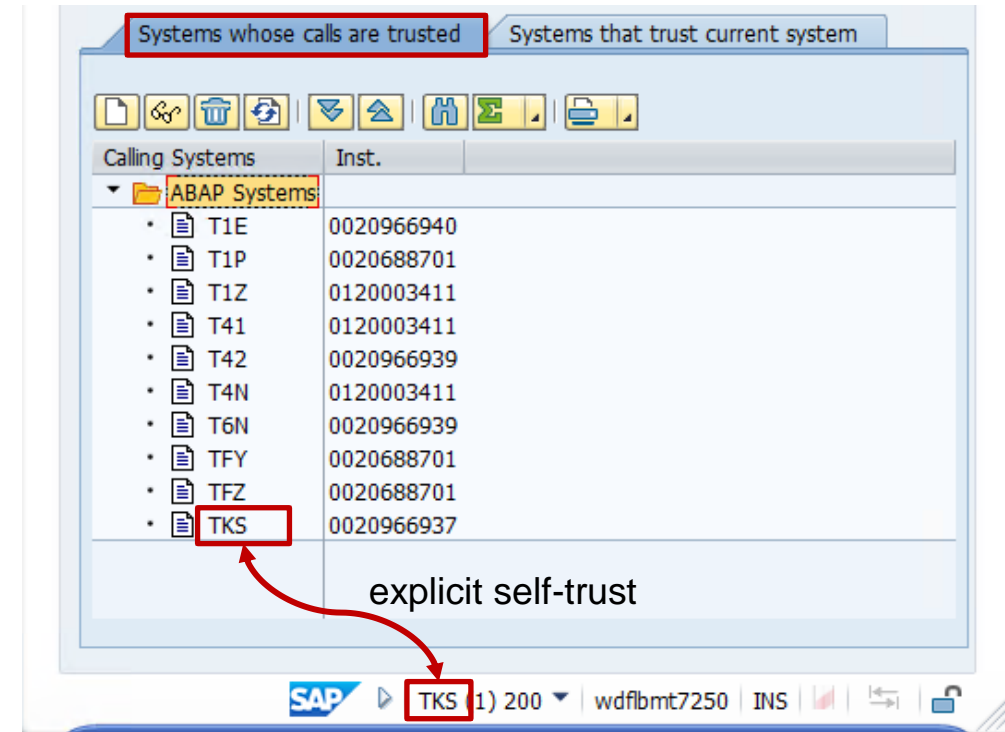 Systems whose calls are trusted Systems that trust current system
Calling Systems Inst.
ABAP Systems
T1E 0020966940
T1P 0020688701
T1Z 0120003411
T41 0120003411
T42 0020966939
T4N 0120003411
T6N 0020966939
TFY 0020688701
TFZ 0020688701
TKS 0020966937
explicit self-trust
SAP TKS (1) 200 wdflbmt7250 INS